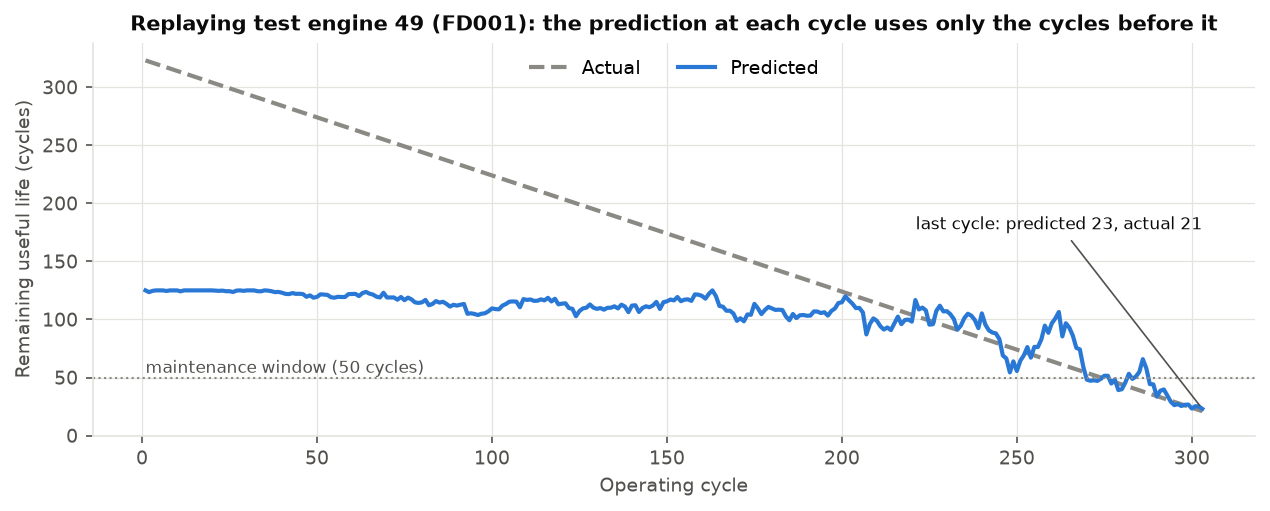 Replaying test engine 49 (FD001): the prediction at each cycle uses only the cycles before it
Actual
Predicted
Remaining useful life (cycles)
300
250
200
150
100
50
0
last cycle: predicted 23, actual 21
maintenance window (50 cycles)
0
50
100
150
200
250
300
Operating cycle